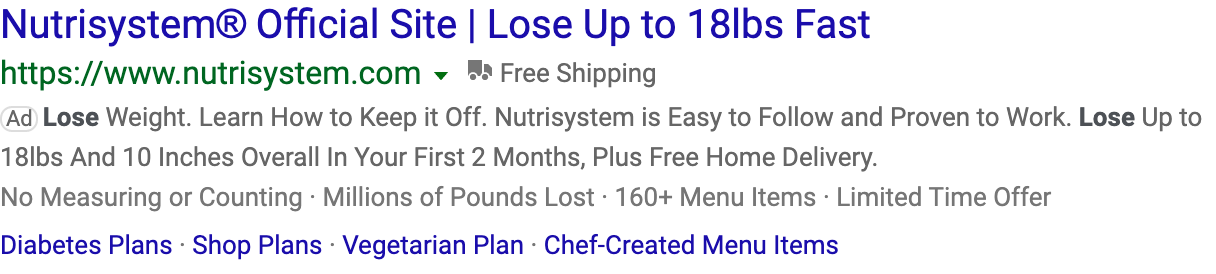 Nutrisystem® Official Site | Lose Up to 18lbs Fast
https://www.nutrisystem.com Free Shipping
Ad Lose Weight. Learn How to Keep it Off. Nutrisystem is Easy to Follow and Proven to Work. Lose Up to
18lbs And 10 Inches Overall In Your First 2 Months, Plus Free Home Delivery.
No Measuring or Counting · Millions of Pounds Lost · 160+ Menu Items · Limited Time Offer
Diabetes Plans · Shop Plans · Vegetarian Plan · Chef-Created Menu Items